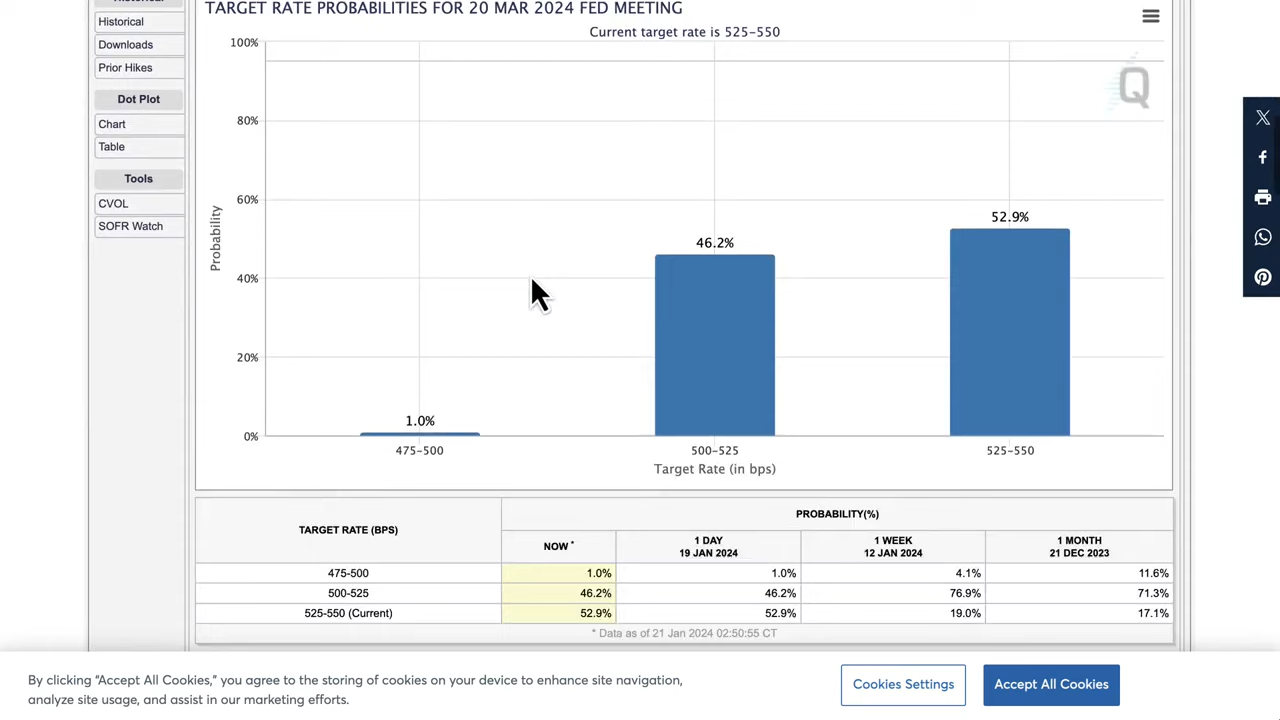 TARGET RATE PROBABILITIES FOR 20 MAR 2024 FED MEETING
Current target rate is 525-550
Historical
Historical
Downloads
Prior Hikes
Dot Plot
Chart
Table
Tools
CVOL
SOFR Watch
Q
100%
80%
60%
40%
20%
0%
Probability
1.0%
46.2%
52.9%
475-500
500-525
525-550
Target Rate (in bps)
TARGET RATE (BPS)
PROBABILITY(%)
NOW *
1 DAY
19 JAN 2024
1 WEEK
12 JAN 2024
1 MONTH
21 DEC 2023
475-500 1.0% 1.0% 4.1% 11.6%
500-525 46.2% 46.2% 76.9% 71.3%
525-550 (Current) 52.9% 52.9% 19.0% 17.1%
* Data as of 21 Jan 2024 02:50:55 CT
By clicking “Accept All Cookies,” you agree to the storing of cookies on your device to enhance site navigation,
analyze site usage, and assist in our marketing efforts.
Cookies Settings
Accept All Cookies